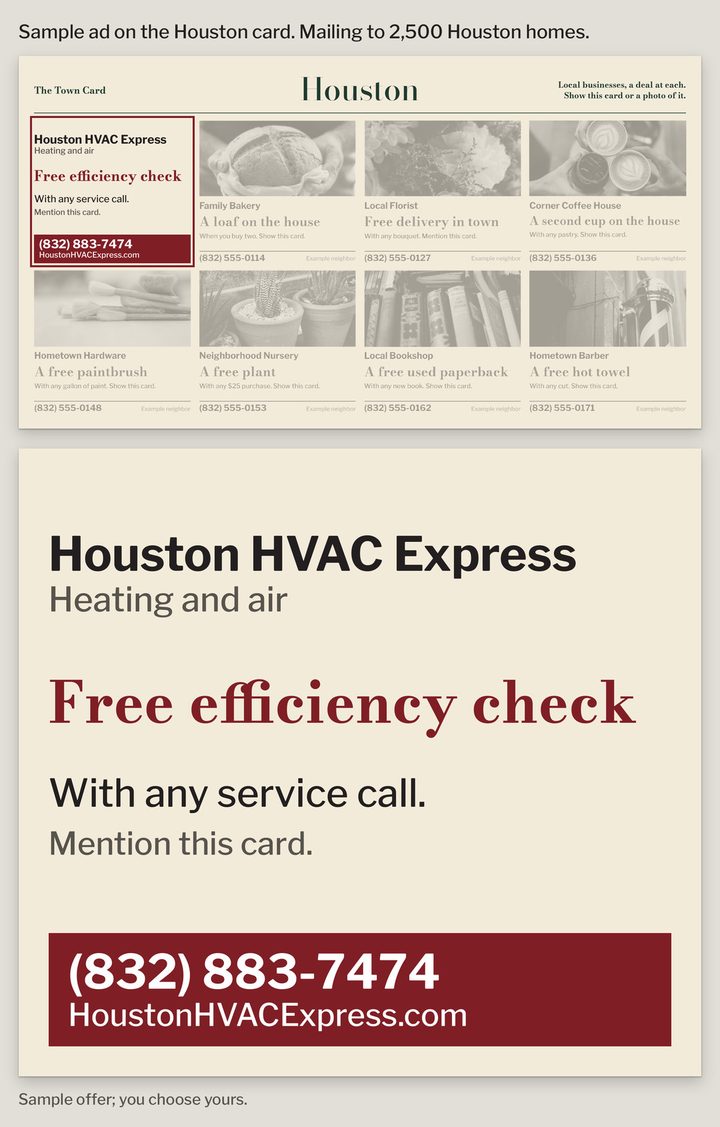 Sample ad on the Houston card. Mailing to 2,500 Houston homes.
The Town Card
Houston
Local businesses, a deal at each.
Show this card or a photo of it.
Houston HVAC Express
Heating and air
Free efficiency check
With any service call.
Mention this card.
(832) 883-7474
HoustonHVACExpress.com
Family Bakery
A loaf on the house
When you buy two. Show this card.
(832) 555-0114
Example neighbor
Local Florist
Free delivery in town
With any bouquet. Mention this card.
(832) 555-0127
Example neighbor
Corner Coffee House
A second cup on the house
With any pastry. Show this card.
(832) 555-0136
Example neighbor
Hometown Hardware
A free paintbrush
With any gallon of paint. Show this card.
(832) 555-0148
Example neighbor
Neighborhood Nursery
A free plant
With any $25 purchase. Show this card.
(832) 555-0153
Example neighbor
Local Bookshop
A free used paperback
With any new book. Show this card.
(832) 555-0162
Example neighbor
Hometown Barber
A free hot towel
With any cut. Show this card.
(832) 555-0171
Example neighbor
Houston HVAC Express
Heating and air
Free efficiency check
With any service call.
Mention this card.
(832) 883-7474
HoustonHVACExpress.com
Sample offer; you choose yours.